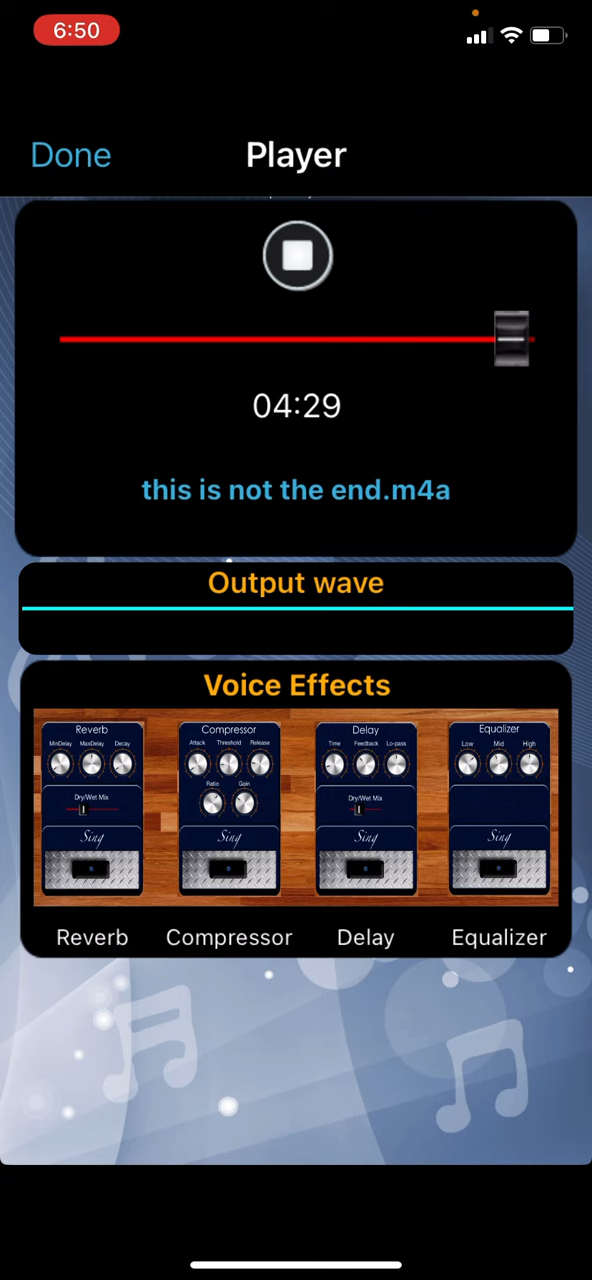 6:50
Done Player
04:29
this is not the end.m4a
Output wave
Voice Effects
Reverb Compressor Delay Equalizer
MinDelay MaxDelay Decay Attack Threshold Release Time Feedback Lo-pass Low Mid High
Ratio Gain
Dry/Wet Mix Dry/Wet Mix
Sing Sing Sing Sing
Reverb Compressor Delay Equalizer